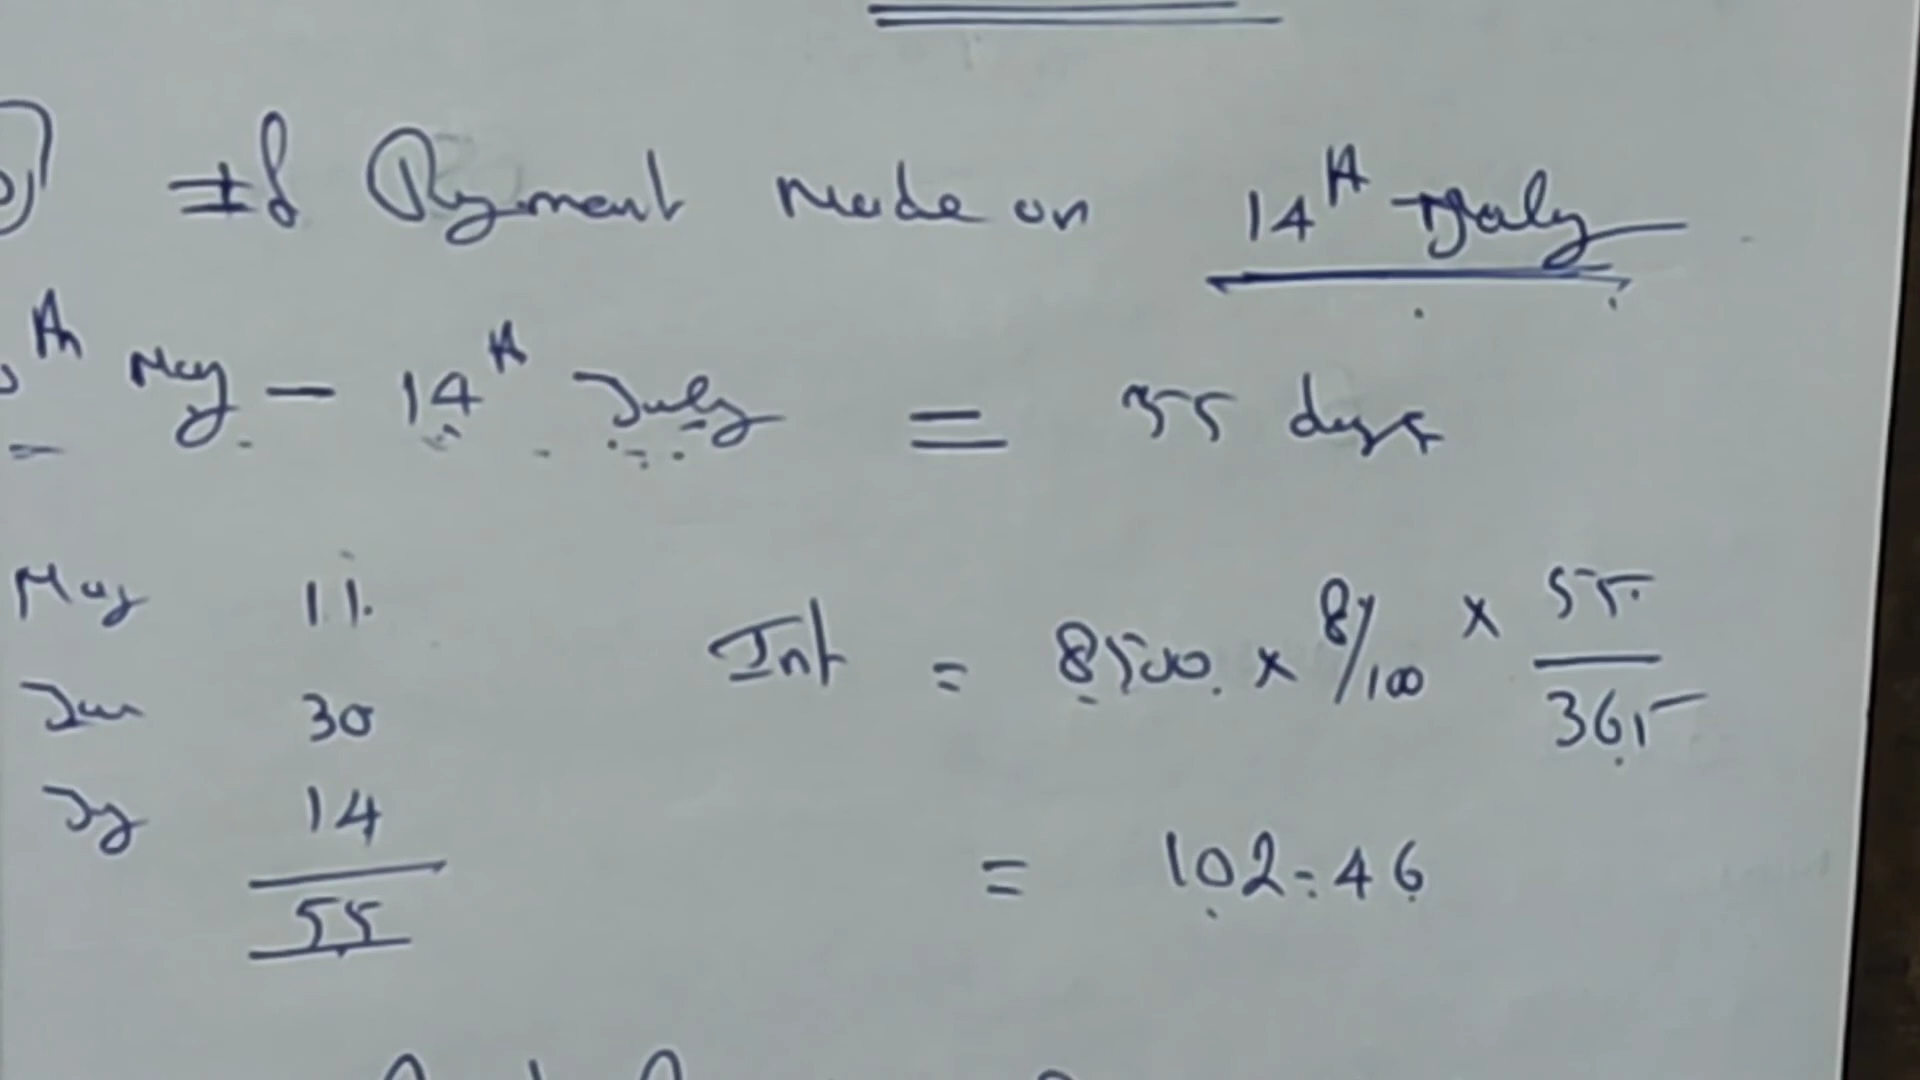 If Payment made on 14th July
th May - 14th July = 55 days
May 11
Jun 30
Jy 14
55
Int = 8500 x 8/100 x 55/365
= 102.46